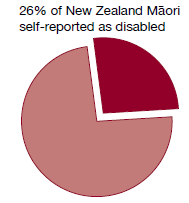 26% of New Zealand Māori
self-reported as disabled